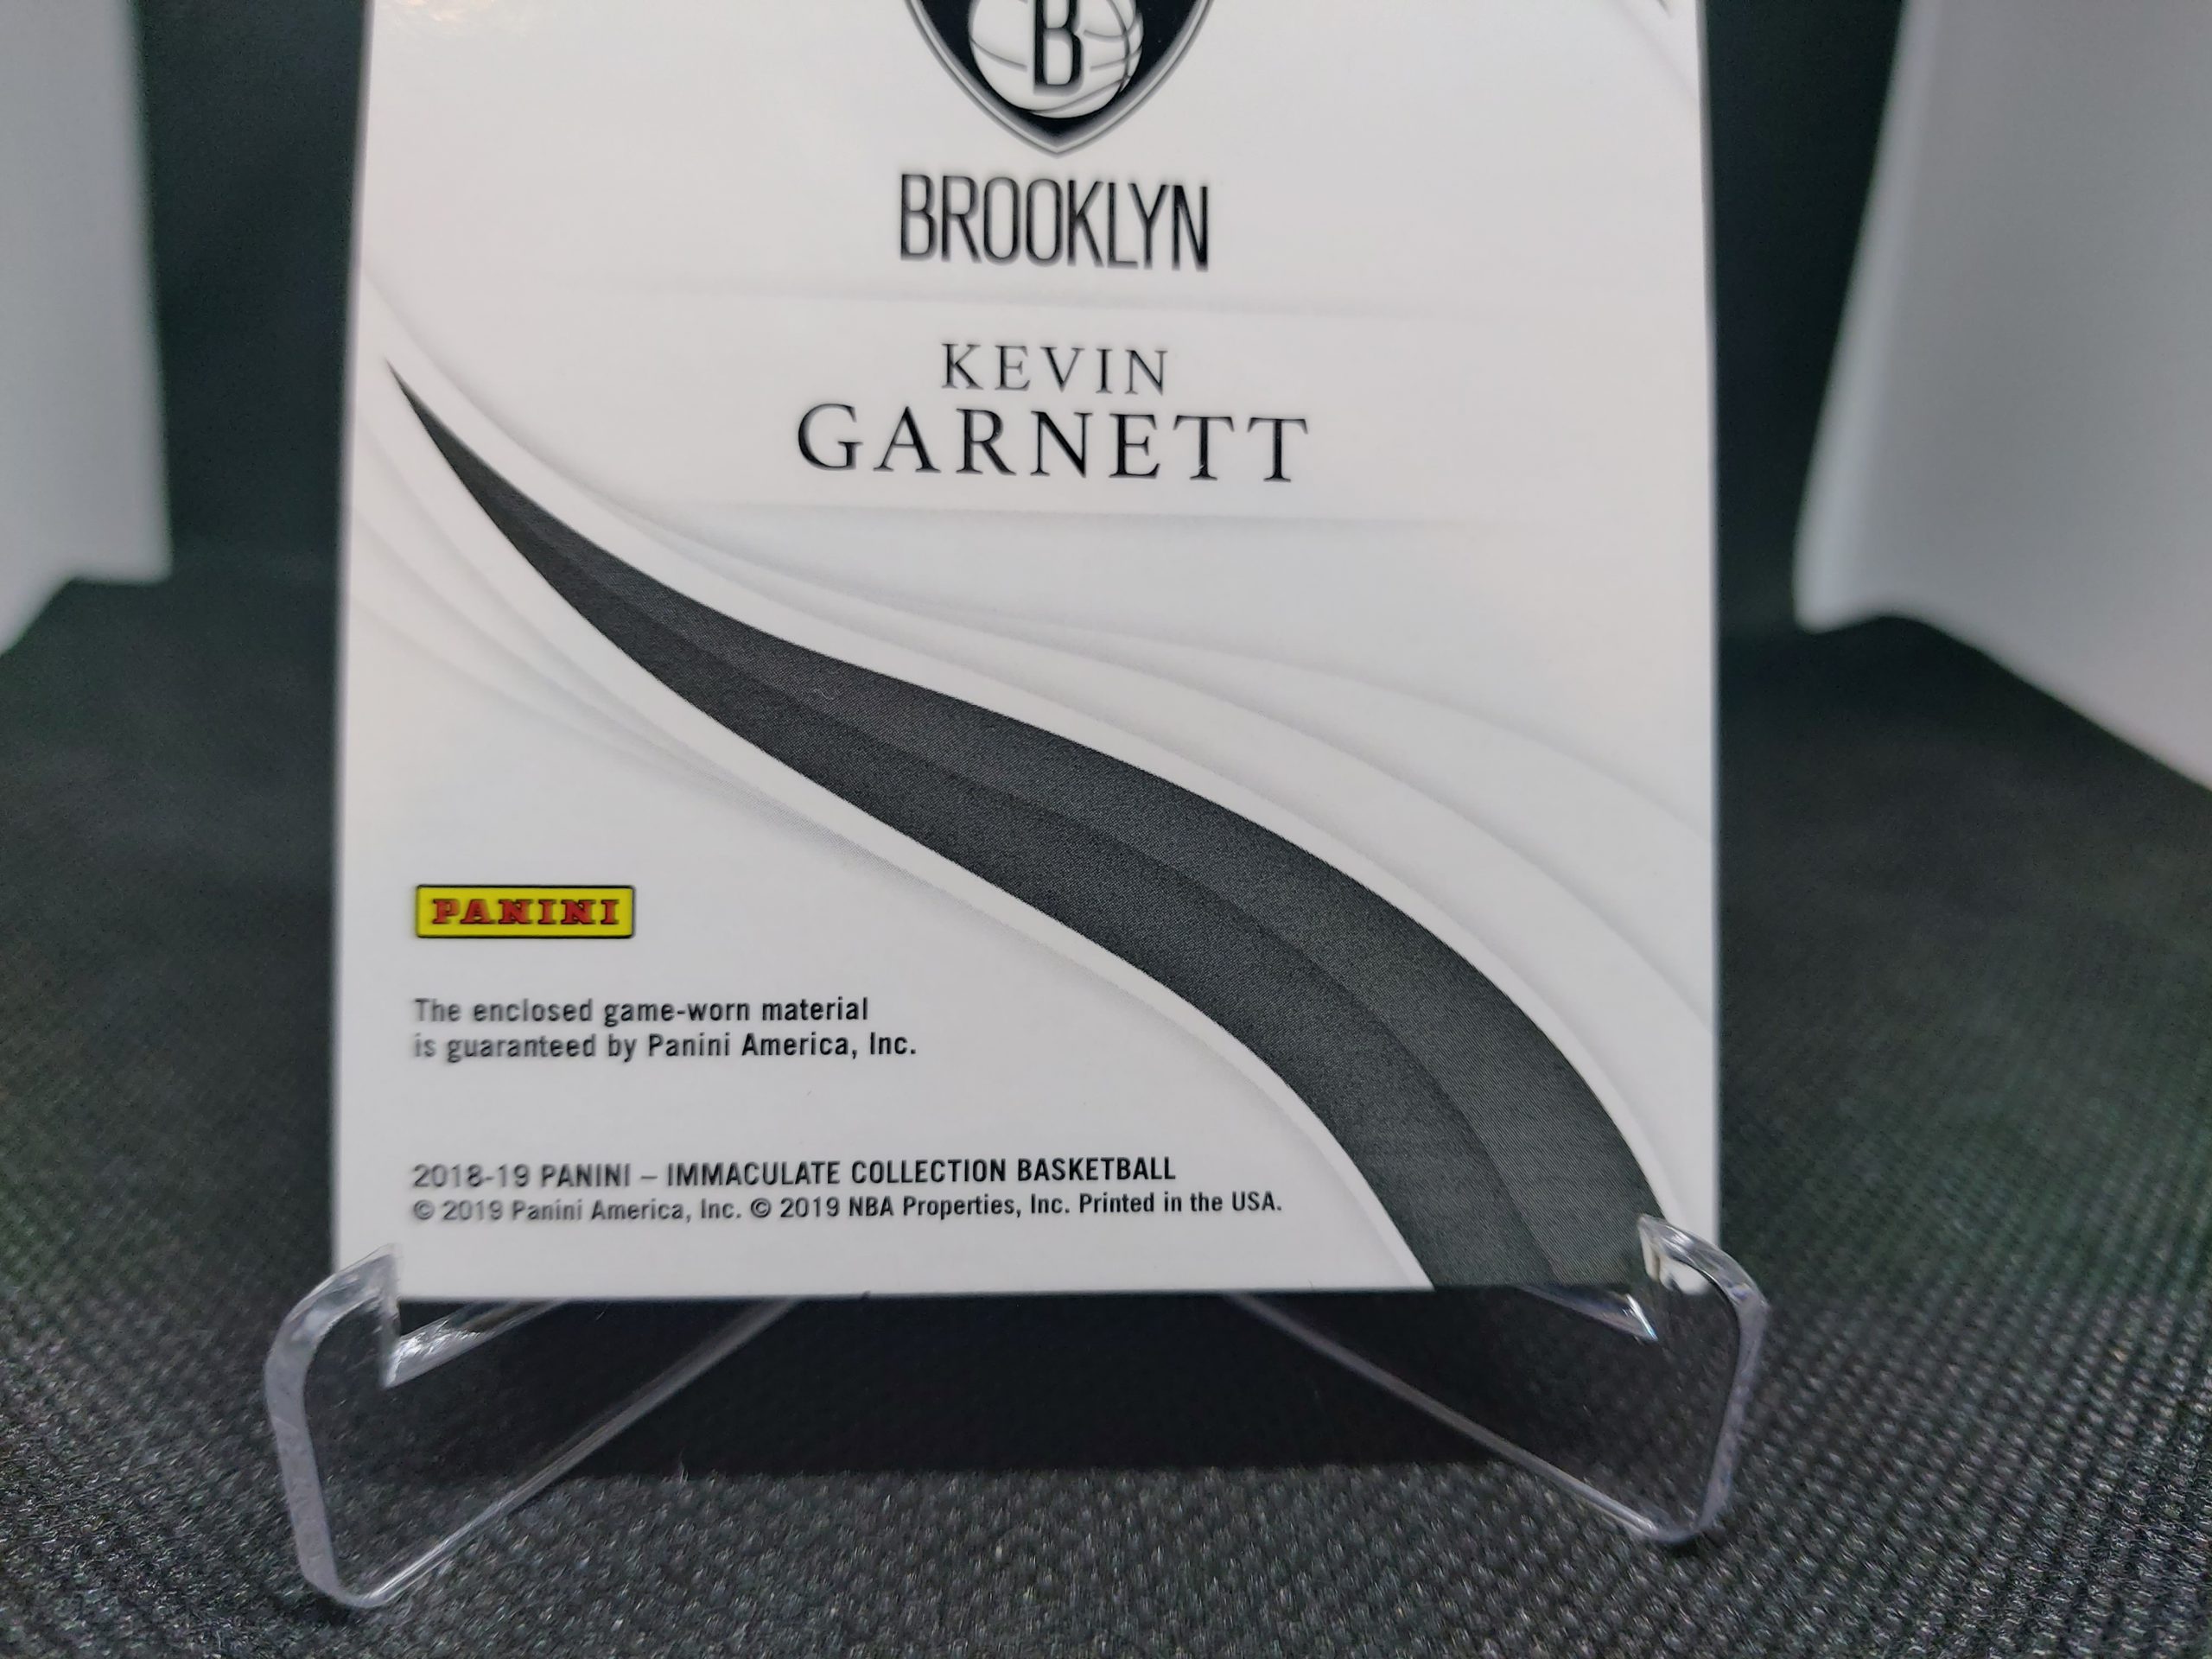 B
BROOKLYN
KEVIN
GARNETT
PANINI
The enclosed game-worn material
is guaranteed by Panini America, Inc.
2018-19 PANINI – IMMACULATE COLLECTION BASKETBALL
© 2019 Panini America, Inc. © 2019 NBA Properties, Inc. Printed in the USA.